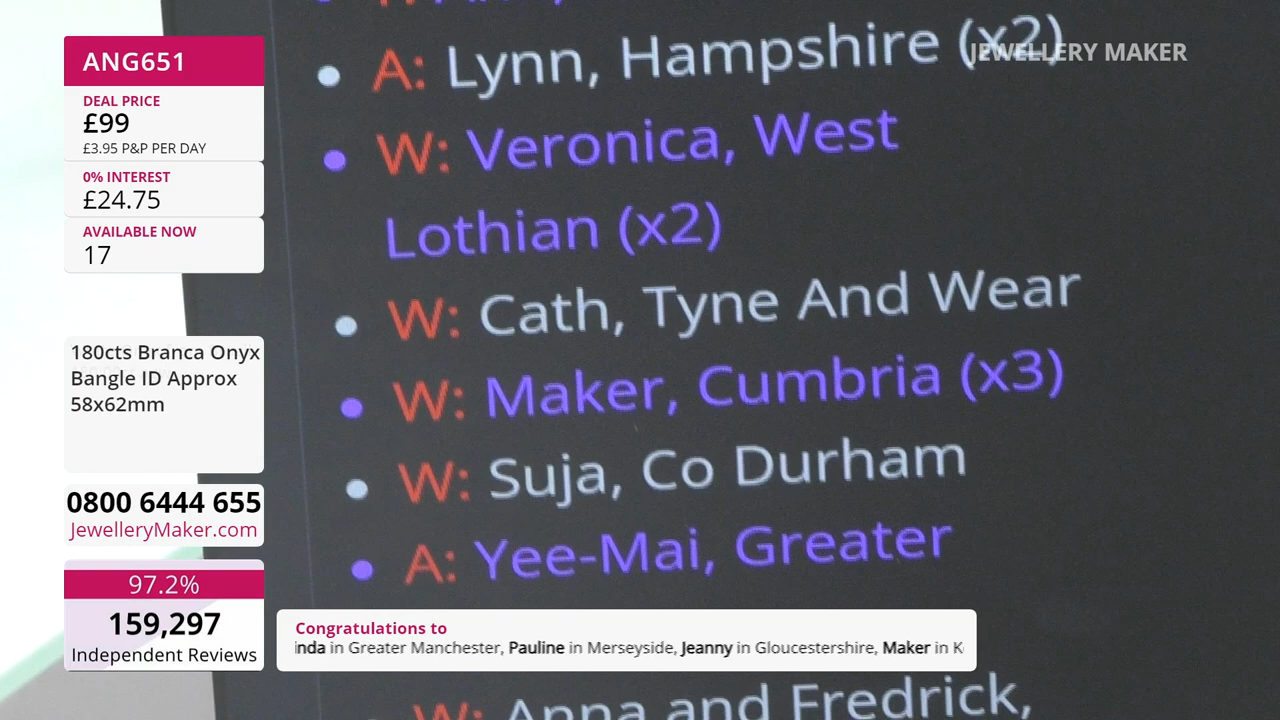 ANG651
DEAL PRICE
£99
£3.95 P&P PER DAY
0% INTEREST
£24.75
AVAILABLE NOW
17
180cts Branca Onyx
Bangle ID Approx
58x62mm
0800 6444 655
JewelleryMaker.com
97.2%
159,297
Independent Reviews
JEWELLERY MAKER
A: Lynn, Hampshire (x2)
W: Veronica, West
Lothian (x2)
W: Cath, Tyne And Wear
W: Maker, Cumbria (x3)
W: Suja, Co Durham
A: Yee-Mai, Greater
W: Anna and Fredrick,
Congratulations to
inda in Greater Manchester, Pauline in Merseyside, Jeanny in Gloucestershire, Maker in K